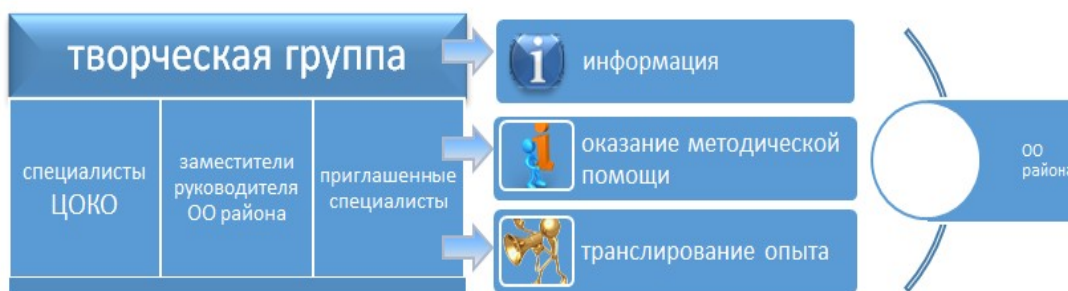 творческая группа
специалисты
ЦОКО
заместители
руководителя
ОО района
приглашенные
специалисты
информация
оказание методической
помощи
транслирование опыта
ОО
района